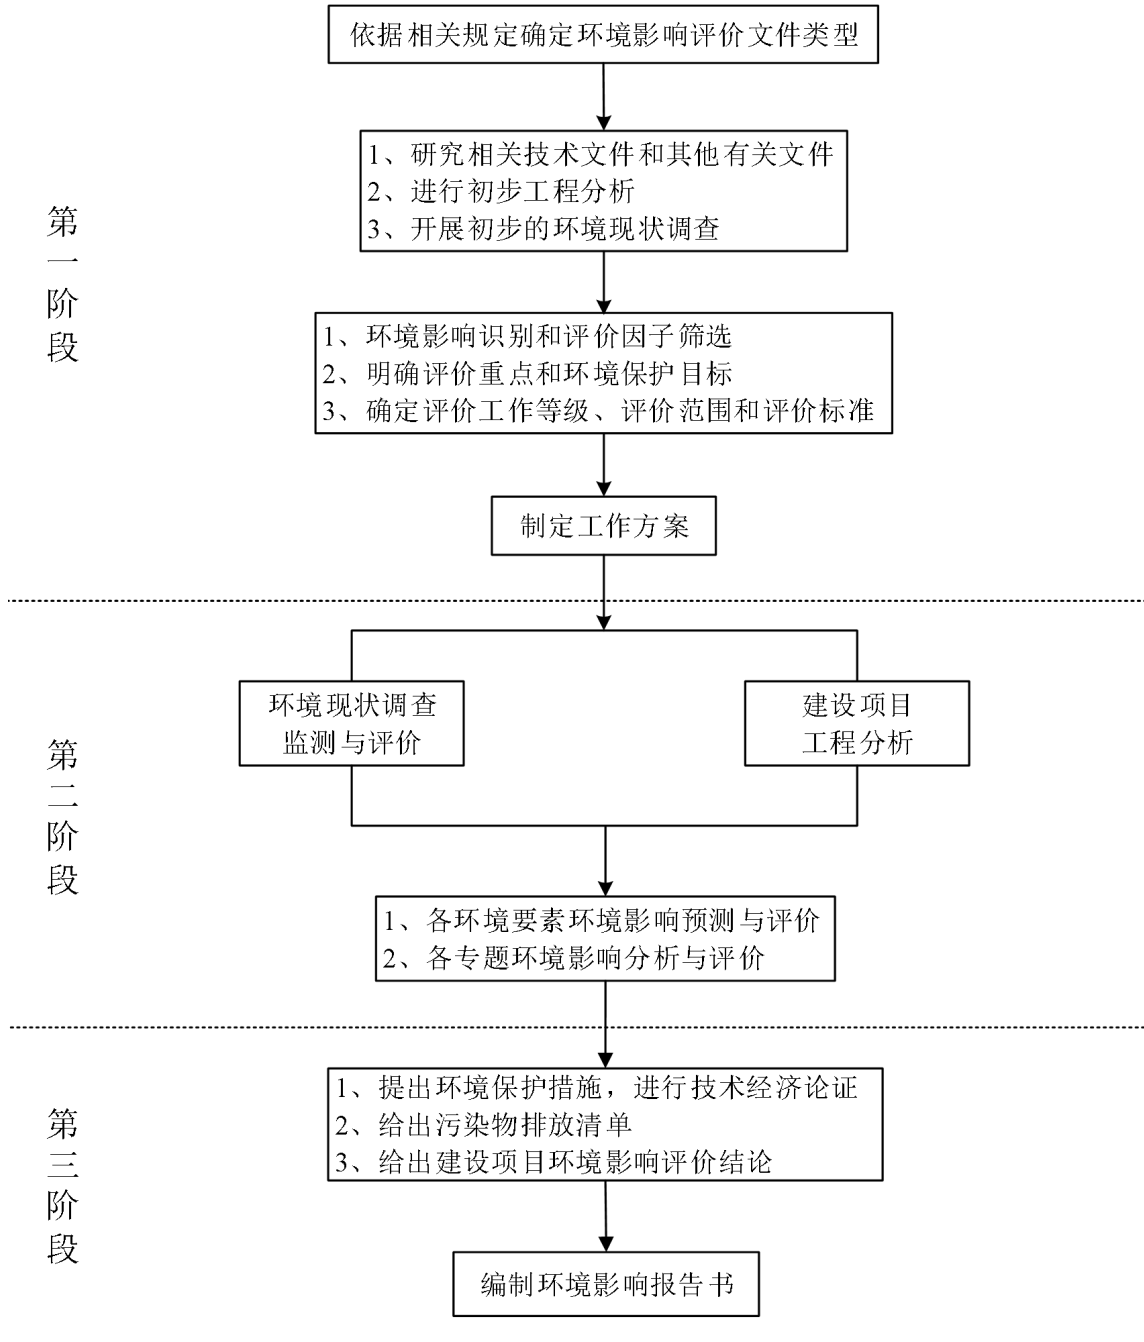 依据相关规定确定环境影响评价文件类型
1、研究相关技术文件和其他有关文件
2、进行初步工程分析
3、开展初步的环境现状调查
第一阶段
1、环境影响识别和评价因子筛选
2、明确评价重点和环境保护目标
3、确定评价工作等级、评价范围和评价标准
制定工作方案
环境现状调查
监测与评价
建设项目
工程分析
第二阶段
1、各环境要素环境影响预测与评价
2、各专题环境影响分析与评价
1、提出环境保护措施，进行技术经济论证
2、给出污染物排放清单
3、给出建设项目环境影响评价结论
第三阶段
编制环境影响报告书